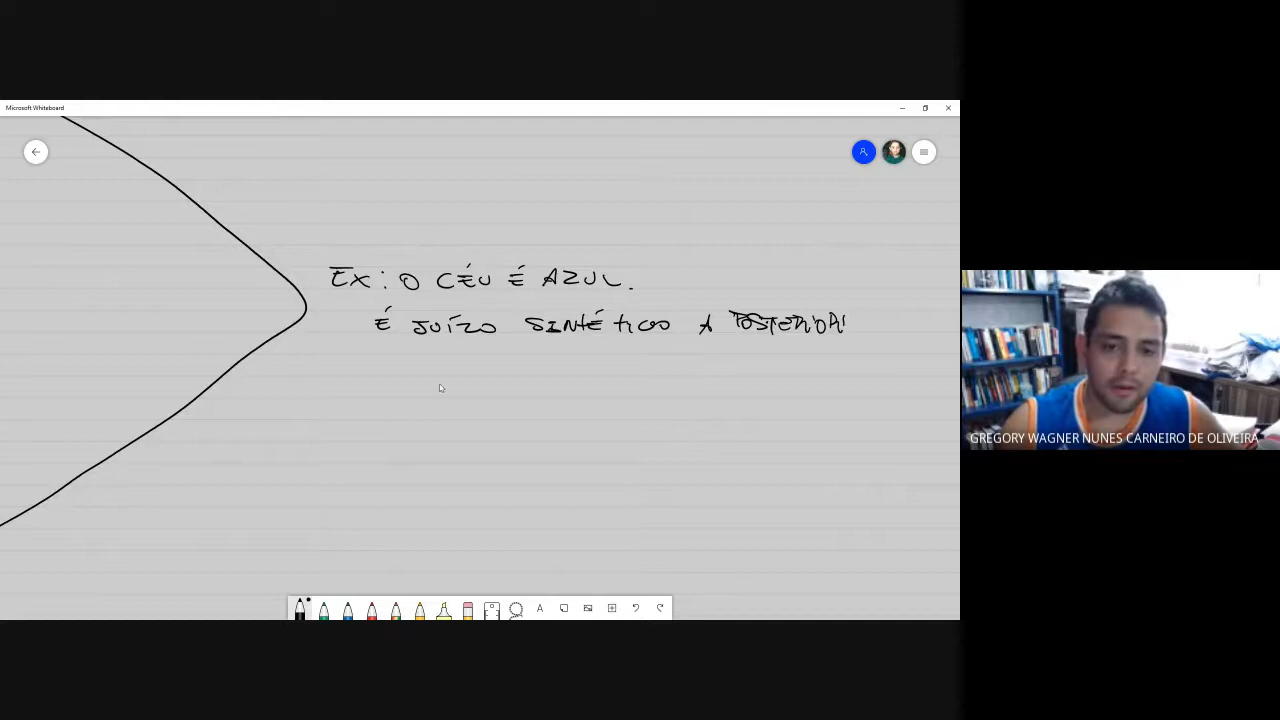 Microsoft Whiteboard
EX: O CÉU É AZUL.
É JUÍZO SINTÉTICO A POSTERIORI
GREGORY WAGNER NUNES CARNEIRO DE OLIVEIRA